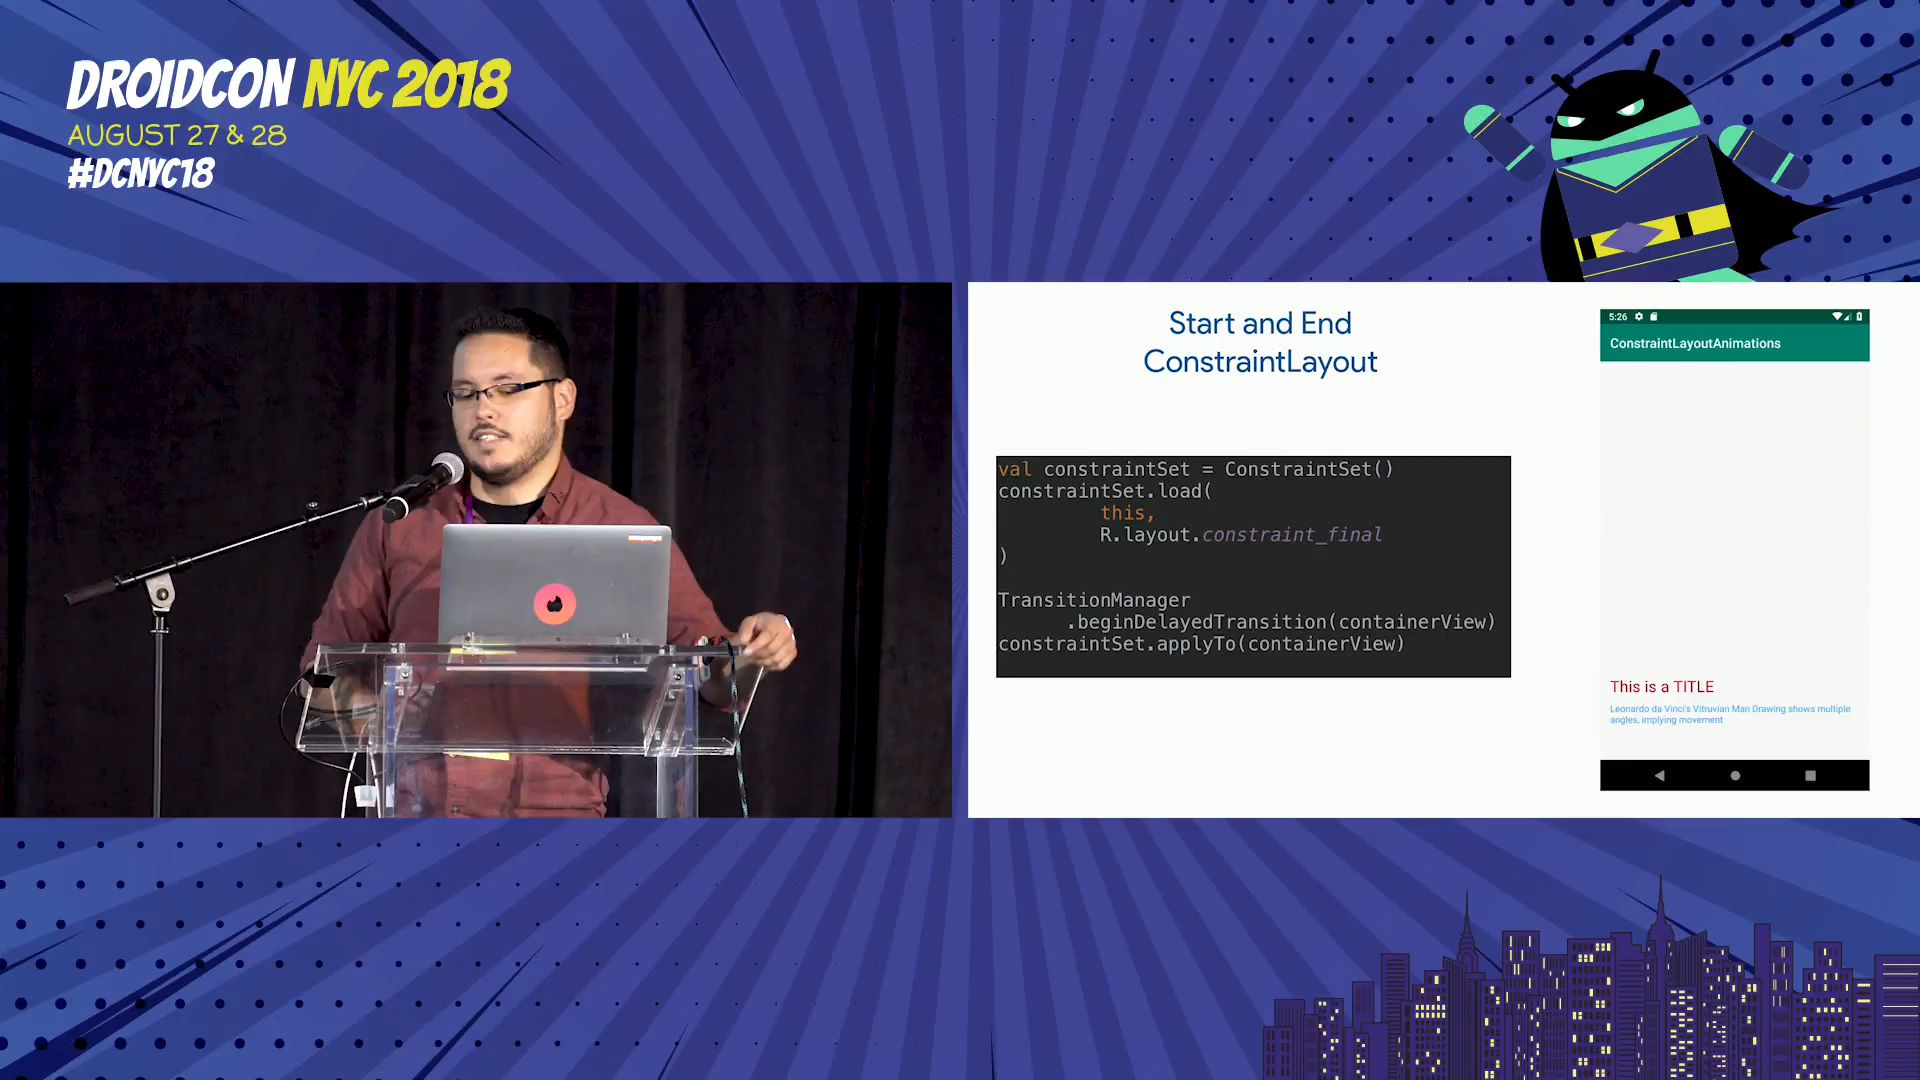 DROIDCON NYC 2018
AUGUST 27 & 28
#DCNYC18
Start and End
ConstraintLayout
val constraintSet = ConstraintSet()
constraintSet.load(
this,
R.layout.constraint_final
)
TransitionManager
.beginDelayedTransition(containerView)
constraintSet.applyTo(containerView)
5:26
ConstraintLayoutAnimations
This is a TITLE
Leonardo da Vinci's Vitruvian Man Drawing shows multiple
angles, implying movement